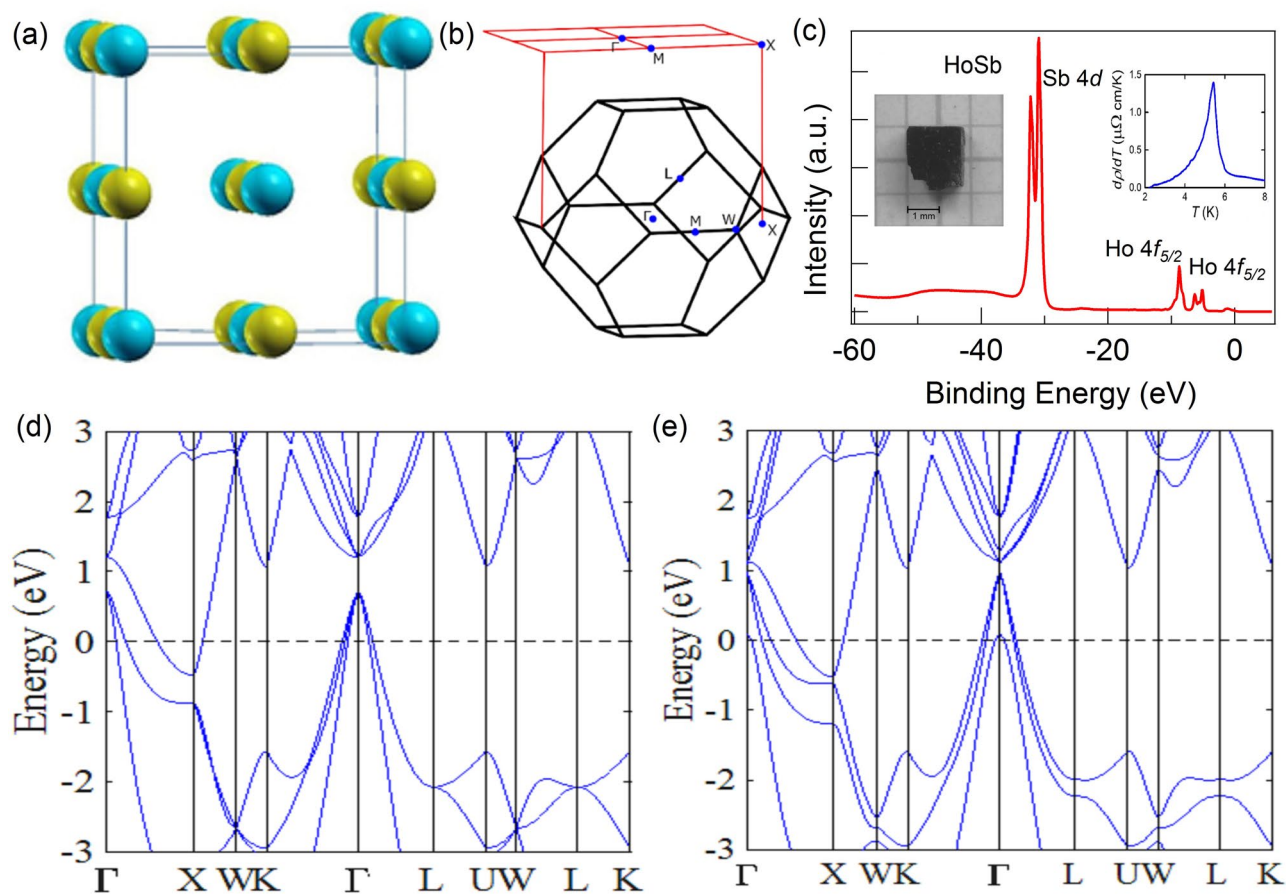 (a)
(b)
Γ
M
X
L
Γ
M
W
X
(c)
HoSb
Sb 4d
1 mm
dρ/dT (μΩ cm/K)
1.5
1.0
0.5
0.0
2
4
6
8
T (K)
Ho 4f5/2
Ho 4f5/2
Intensity (a.u.)
-60
-40
-20
0
Binding Energy (eV)
(d)
Energy (eV)
3
2
1
0
-1
-2
-3
Γ X W K Γ L U W L K
(e)
Energy (eV)
3
2
1
0
-1
-2
-3
Γ X W K Γ L U W L K